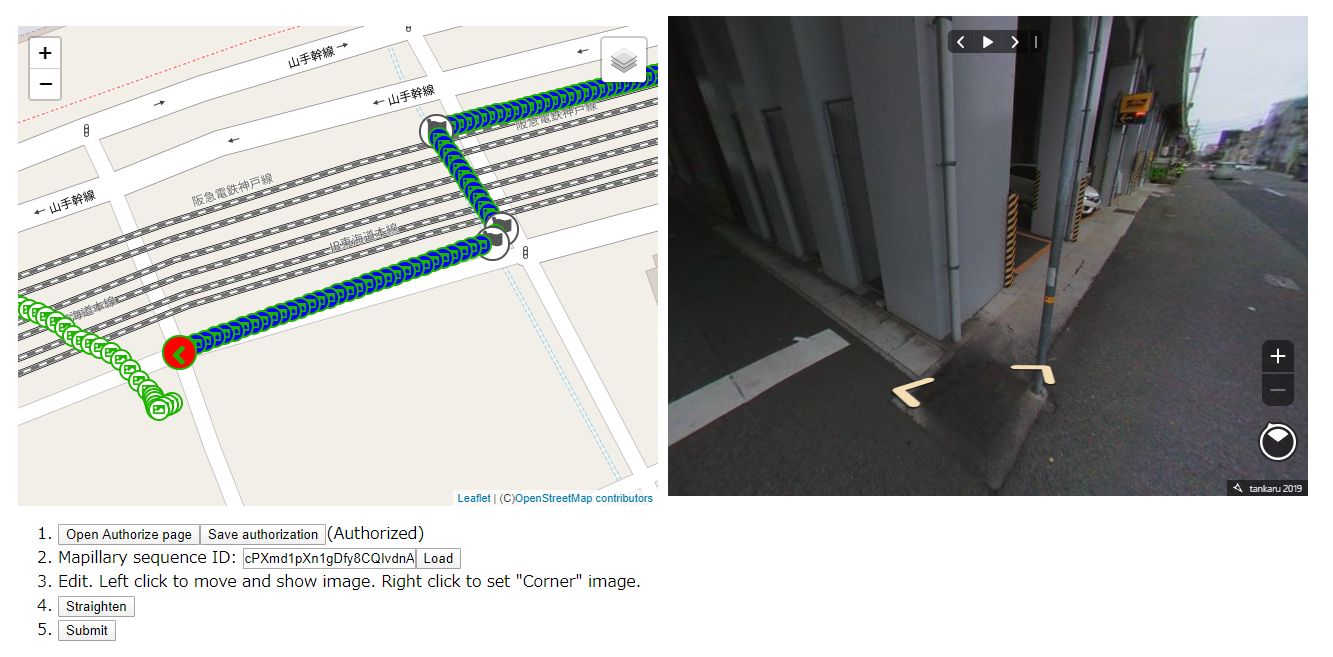 +
−
山手幹線 →
← 山手幹線
← 山手幹線
阪急電鉄神戸線
阪急電鉄神戸線
JR東海道本線
海道本線
Leaflet | (C)OpenStreetMap contributors
+
−
tankaru 2019
1. Open Authorize page Save authorization (Authorized)
2. Mapillary sequence ID: cPXmd1pXn1gDfy8CQIvdnA Load
3. Edit. Left click to move and show image. Right click to set "Corner" image.
4. Straighten
5. Submit